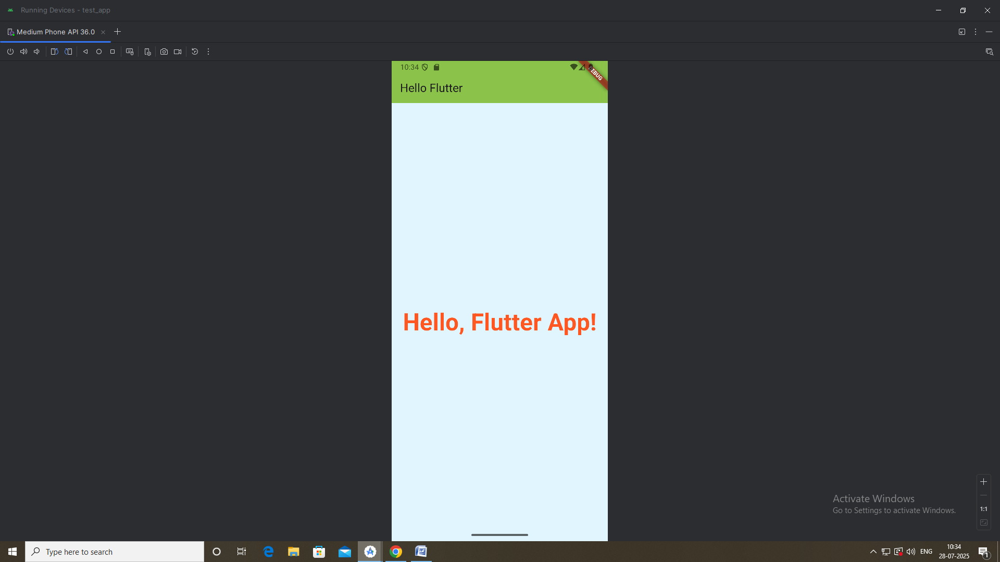 Running Devices - test_app
Medium Phone API 36.0
10:34
DEBUG
Hello Flutter
Hello, Flutter App!
Activate Windows
Go to Settings to activate Windows.
1:1
Type here to search
ENG
10:34
28-07-2025
1